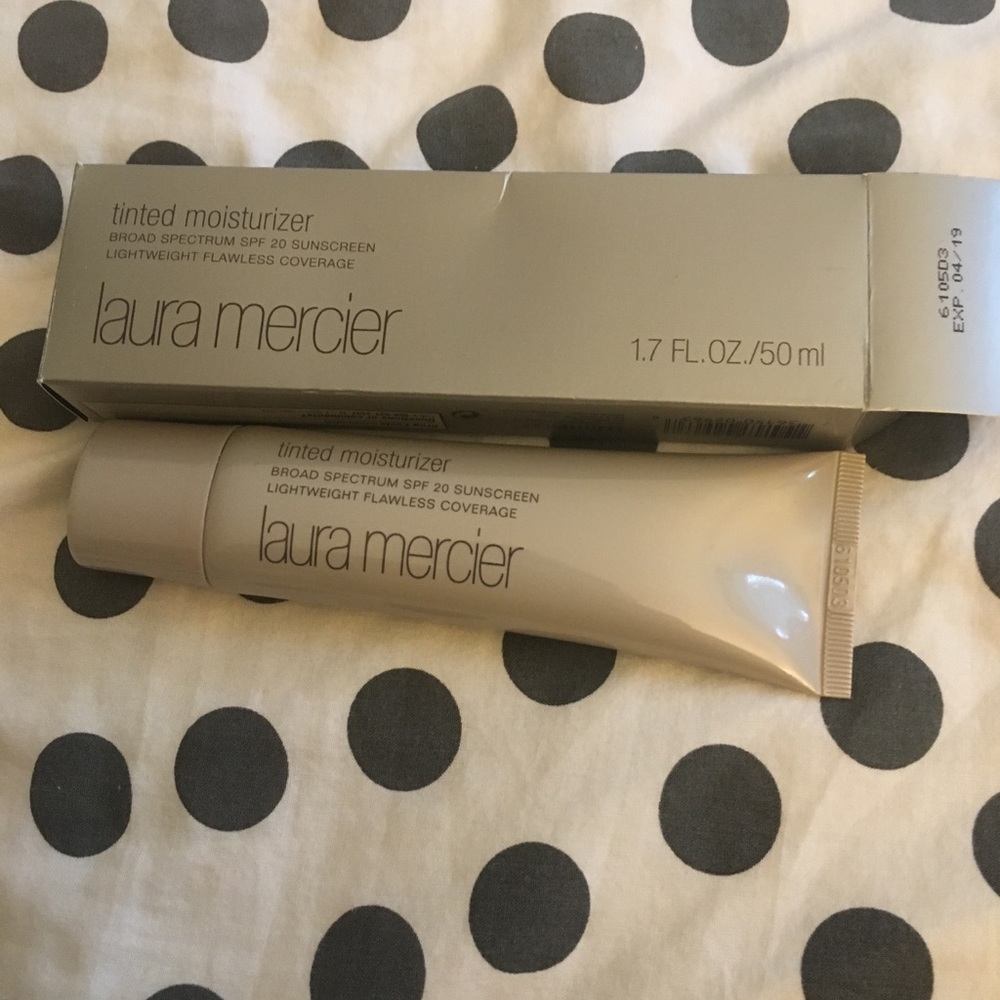 tinted moisturizer
BROAD SPECTRUM SPF 20 SUNSCREEN
LIGHTWEIGHT FLAWLESS COVERAGE
laura mercier
1.7 FL.OZ./50 ml
6105D3
EXP. 04/19
tinted moisturizer
BROAD SPECTRUM SPF 20 SUNSCREEN
LIGHTWEIGHT FLAWLESS COVERAGE
laura mercier
6105D3